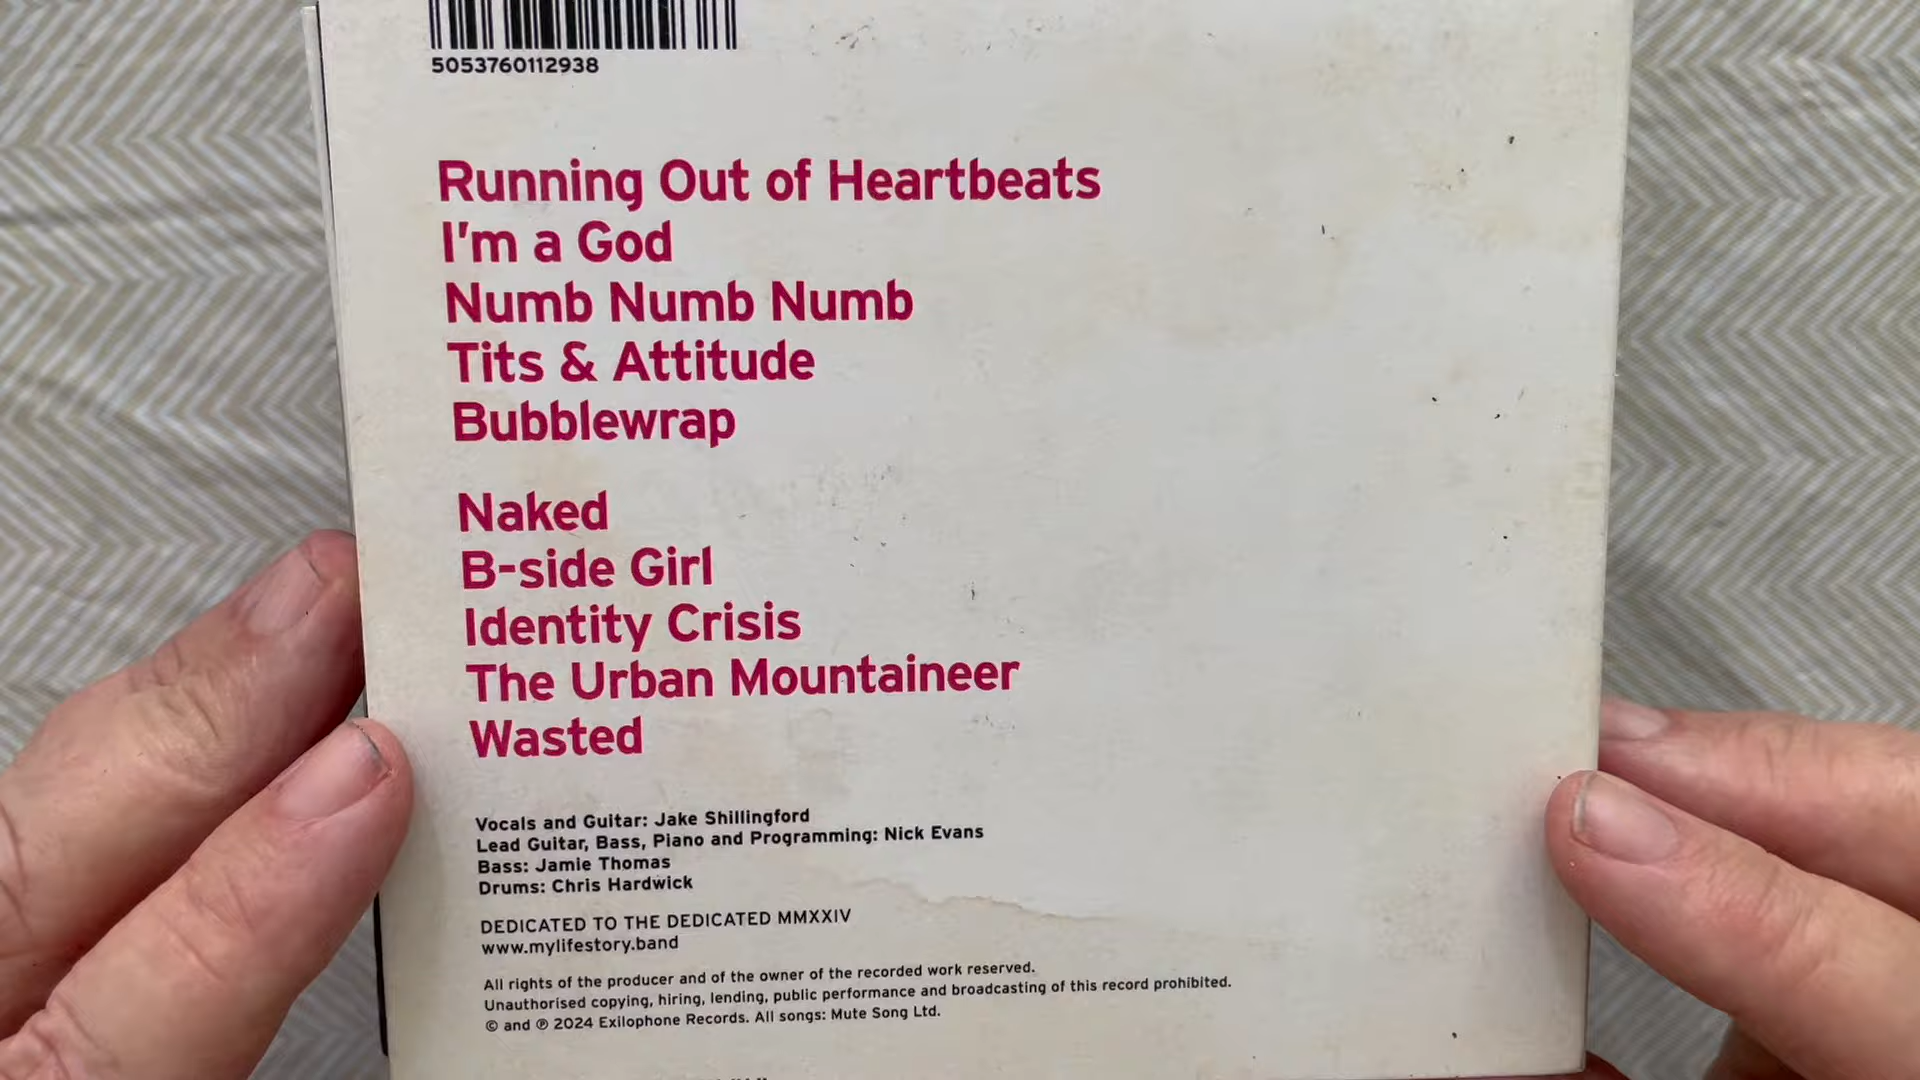 5053760112938
Running Out of Heartbeats
I'm a God
Numb Numb Numb
Tits & Attitude
Bubblewrap
Naked
B-side Girl
Identity Crisis
The Urban Mountaineer
Wasted
Vocals and Guitar: Jake Shillingford
Lead Guitar, Bass, Piano and Programming: Nick Evans
Bass: Jamie Thomas
Drums: Chris Hardwick
DEDICATED TO THE DEDICATED MMXXIV
www.mylifestory.band
All rights of the producer and of the owner of the recorded work reserved.
Unauthorised copying, hiring, lending, public performance and broadcasting of this record prohibited.
© and ℗ 2024 Exilophone Records. All songs: Mute Song Ltd.